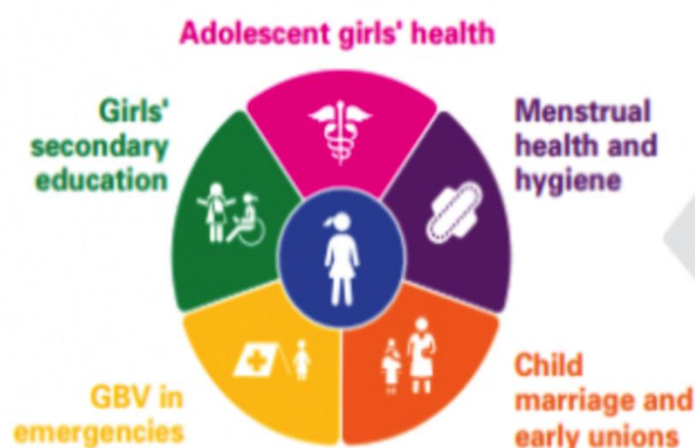 Adolescent girls' health
Girls'
secondary
education
Menstrual
health and
hygiene
GBV in
emergencies
Child
marriage and
early unions